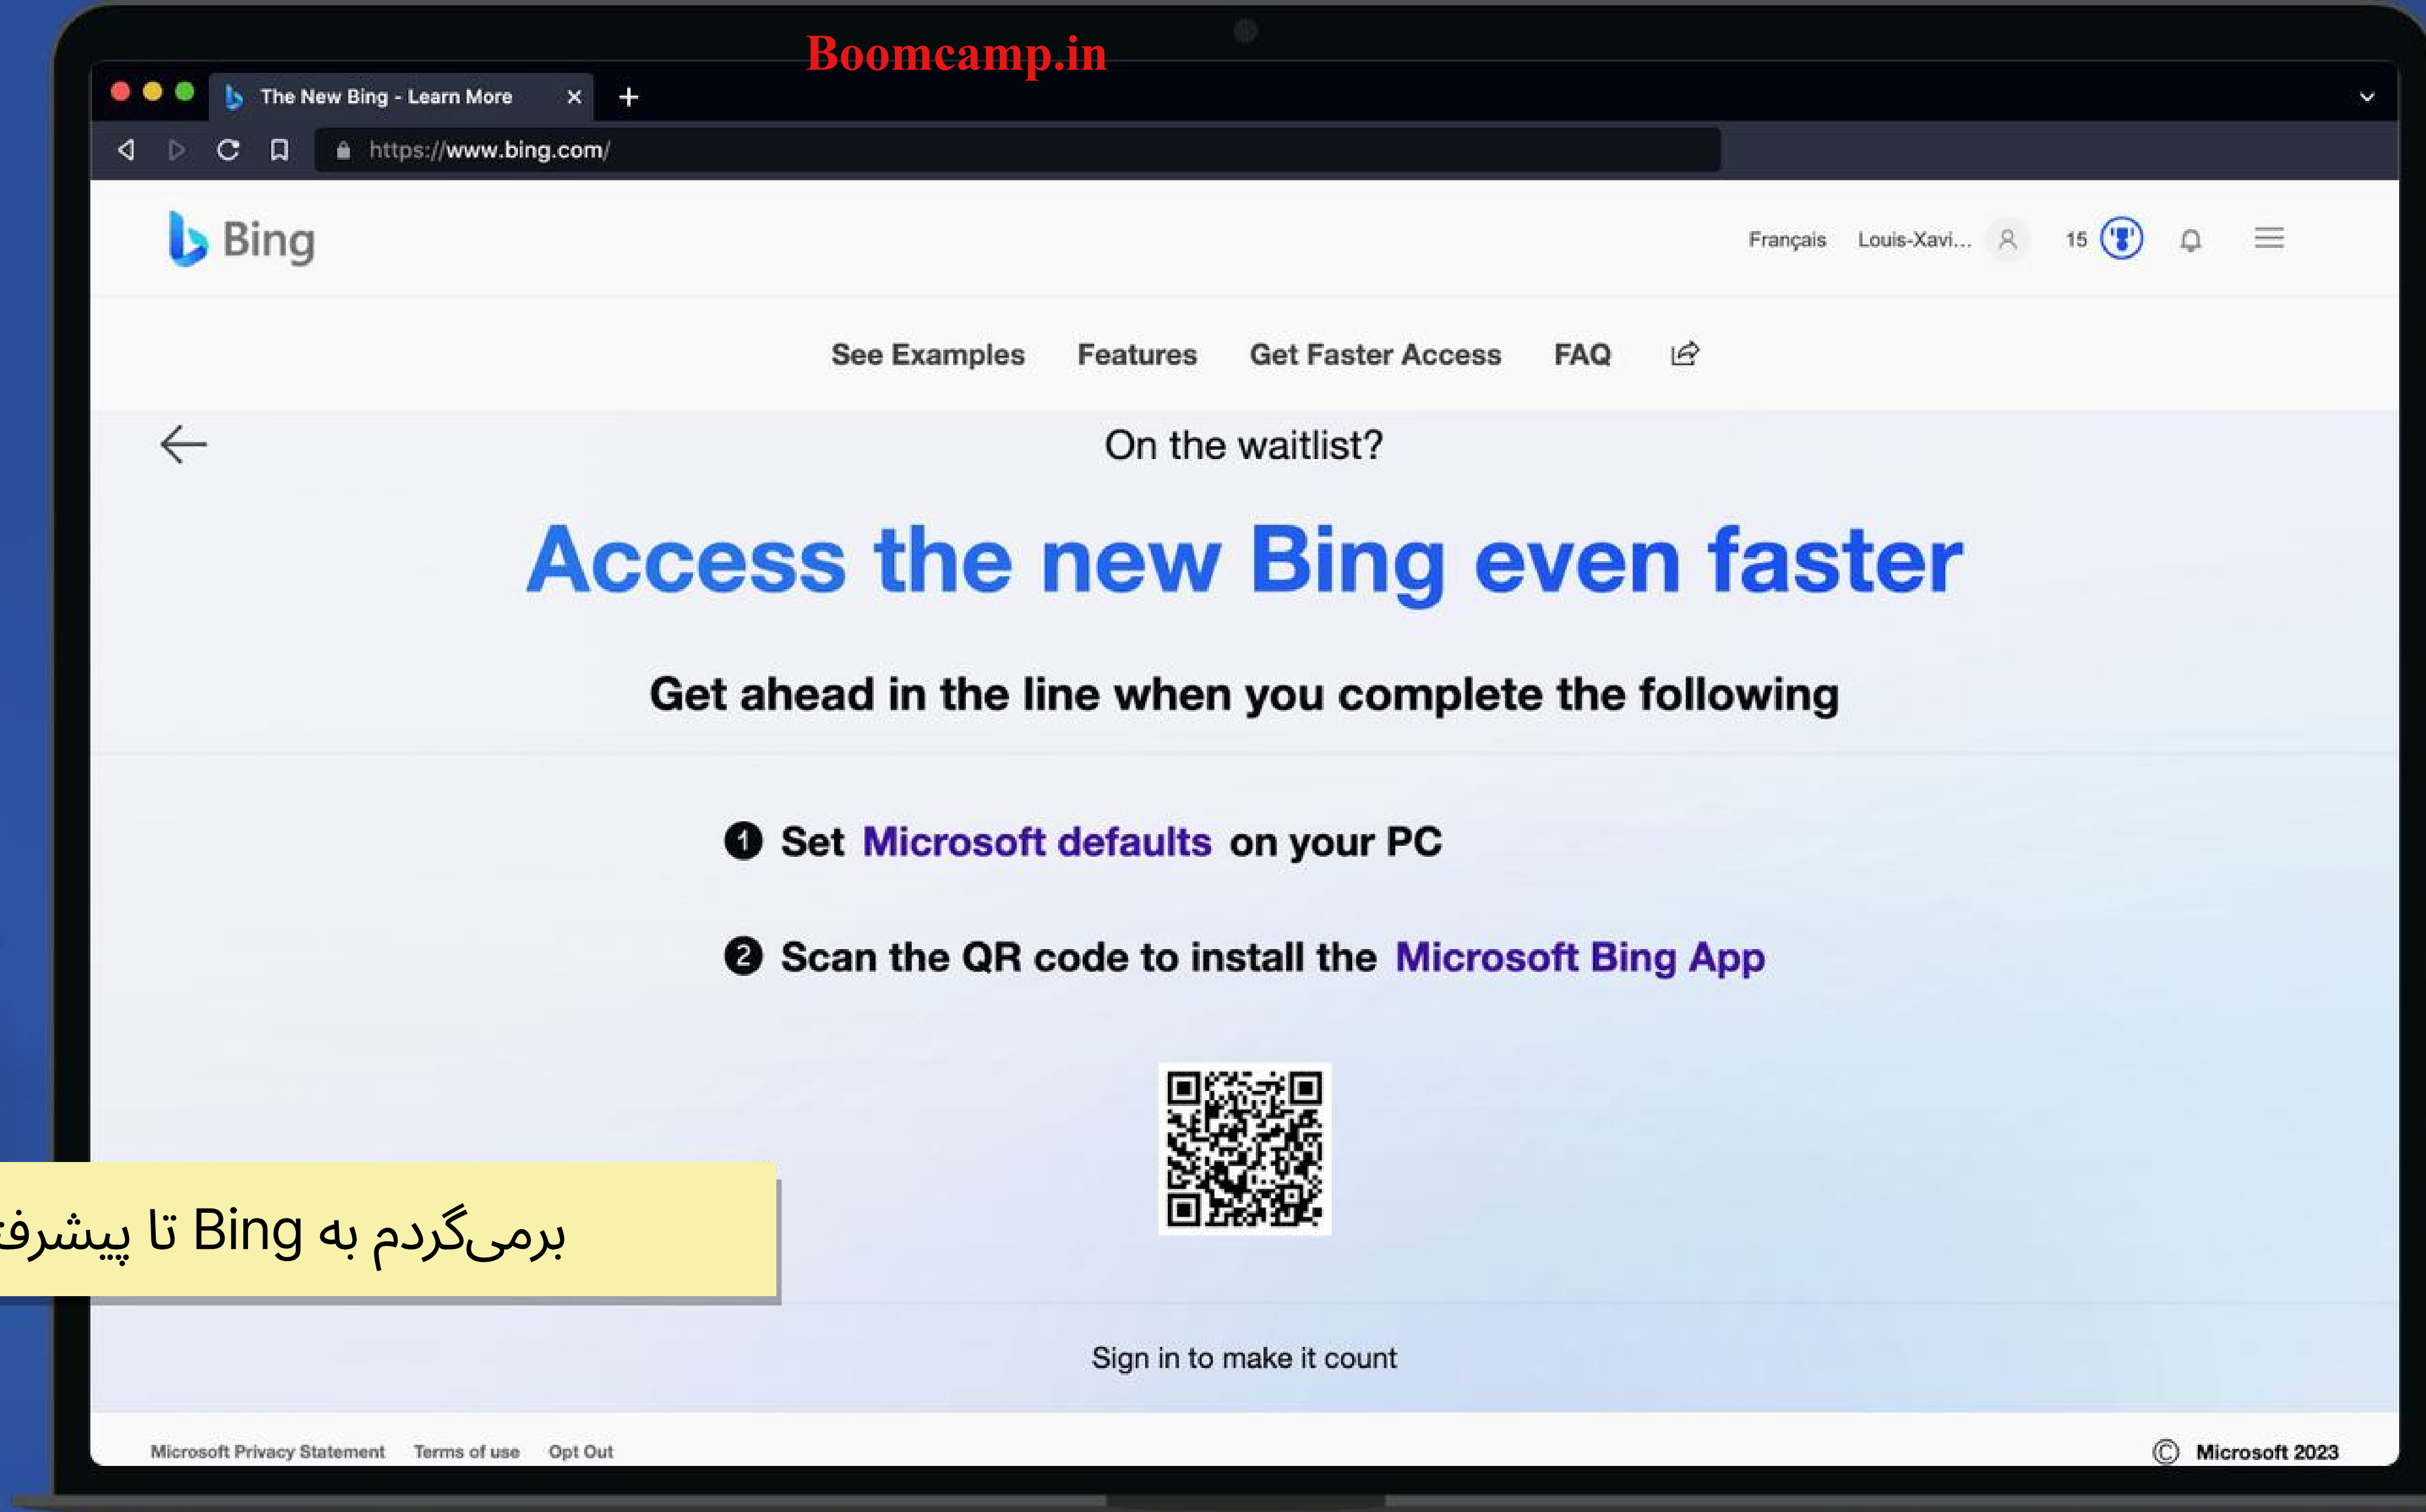 Boomcamp.in
The New Bing - Learn More
https://www.bing.com/
Bing
Français Louis-Xavi... 15
See Examples Features Get Faster Access FAQ
On the waitlist?
Access the new Bing even faster
Get ahead in the line when you complete the following
1 Set Microsoft defaults on your PC
2 Scan the QR code to install the Microsoft Bing App
برمی‌گردم به Bing تا
Sign in to make it count
Microsoft Privacy Statement Terms of use Opt Out
© Microsoft 2023